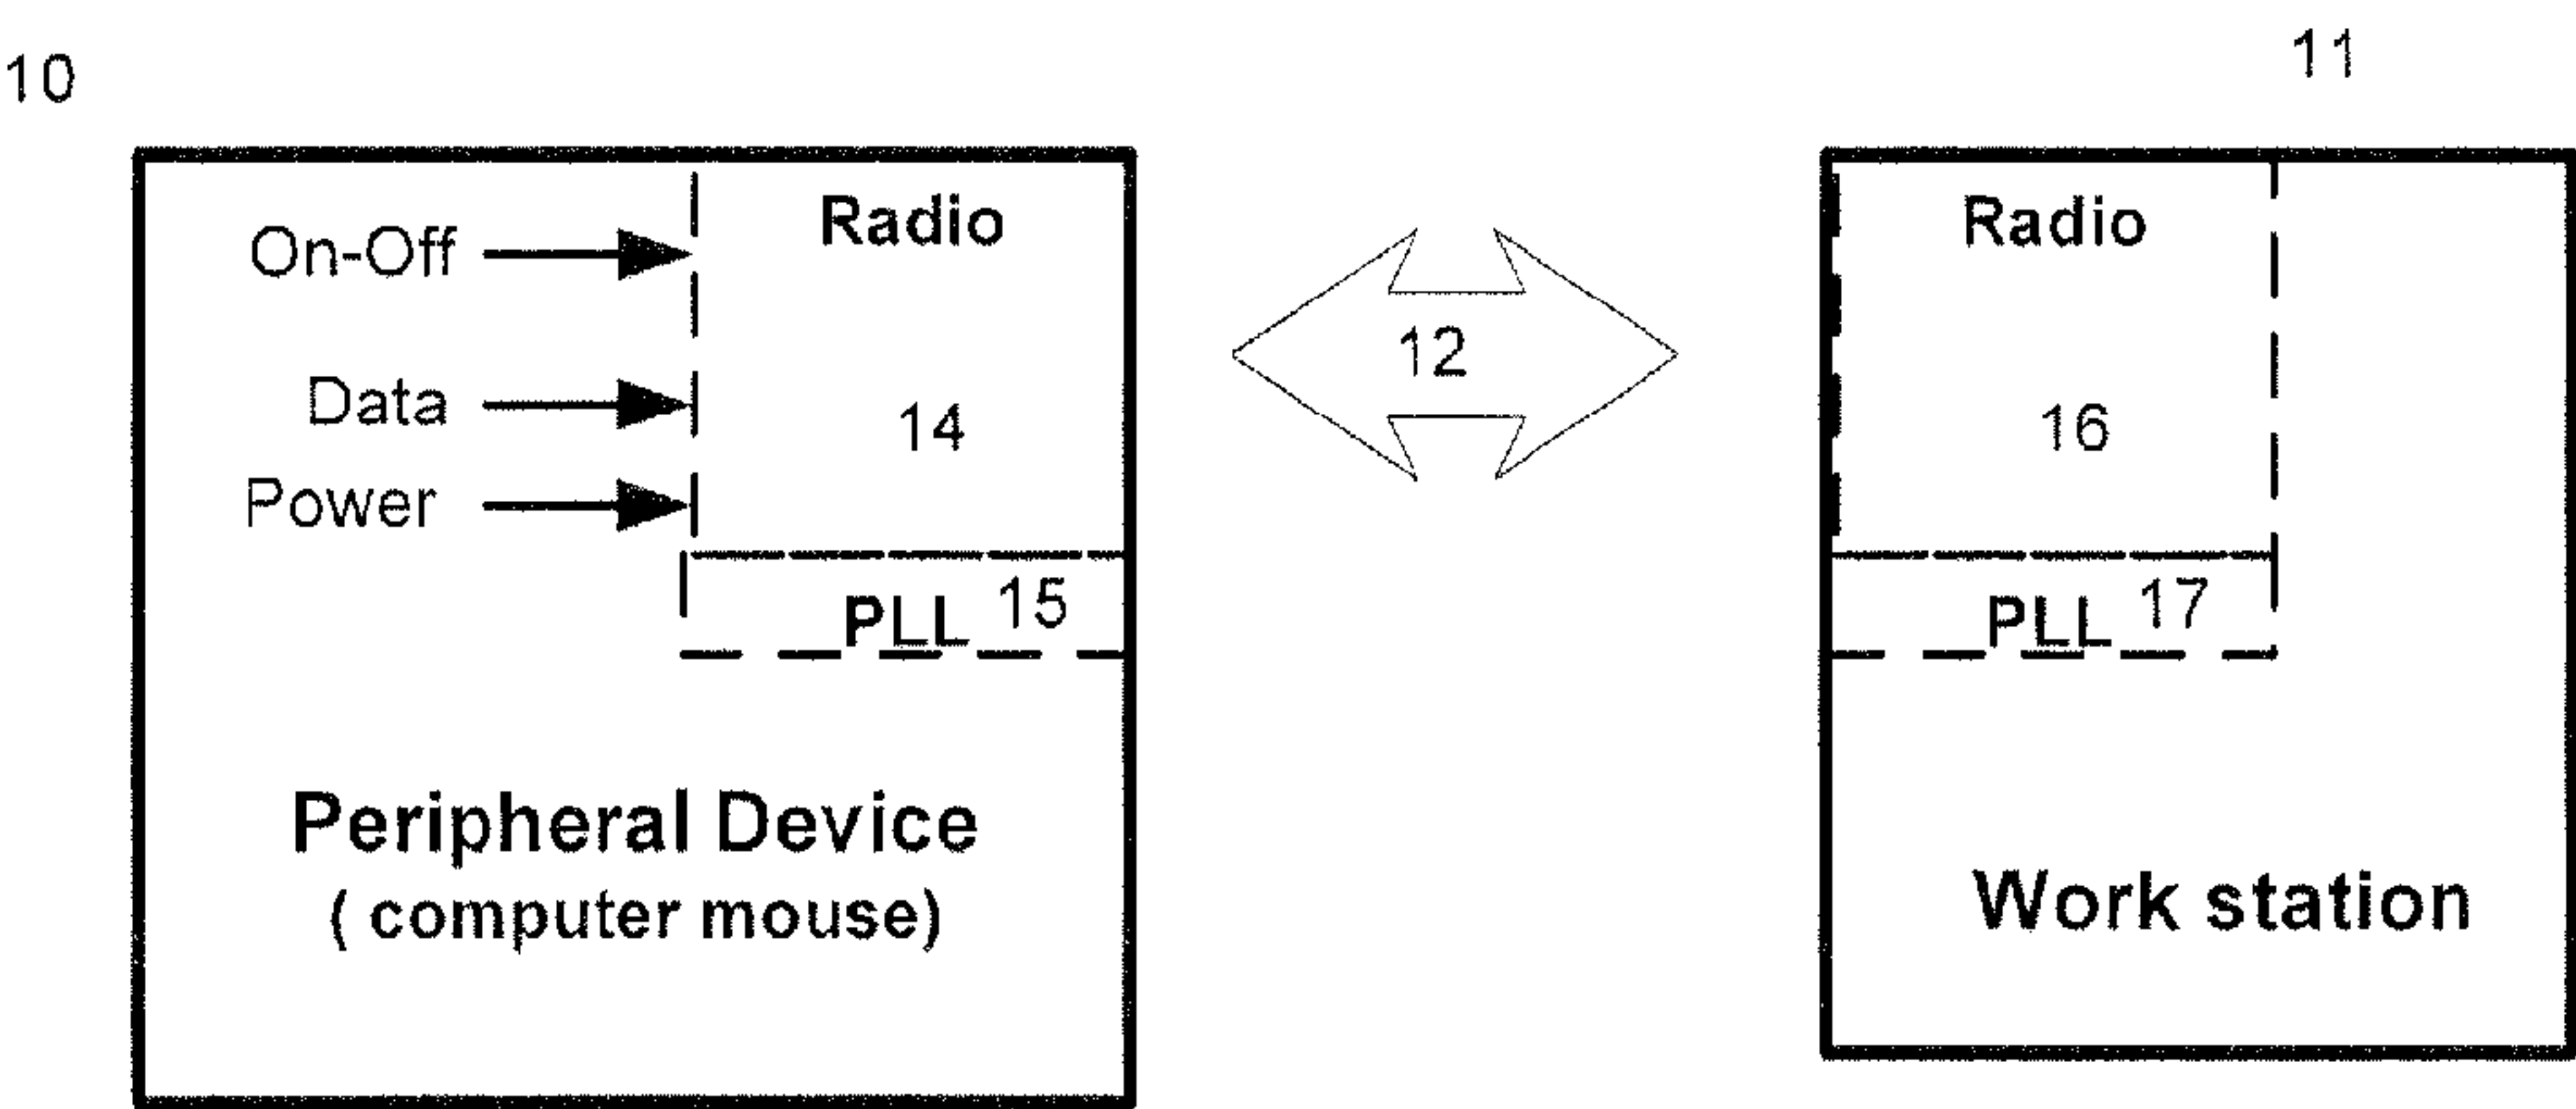 10
On-Off
Data
Power
Radio
14
PLL 15
Peripheral Device
( computer mouse)
12
11
Radio
16
PLL 17
Work station